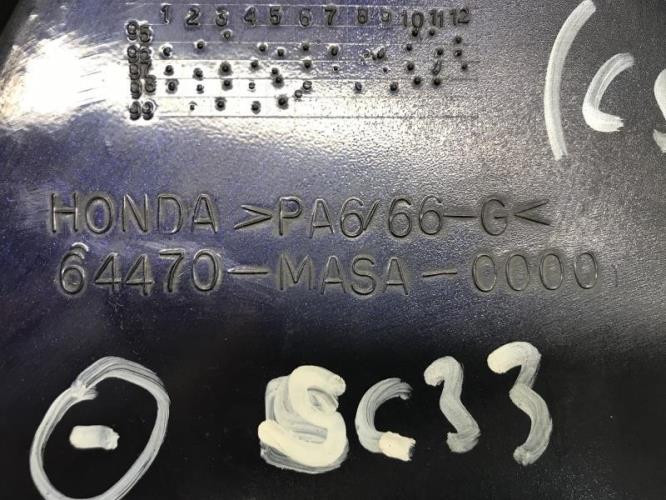 1 2 3 4 5 6 7 8 9 10 11 12
HONDA >PA6/66-G<
64470-MASA-0000
- SC33